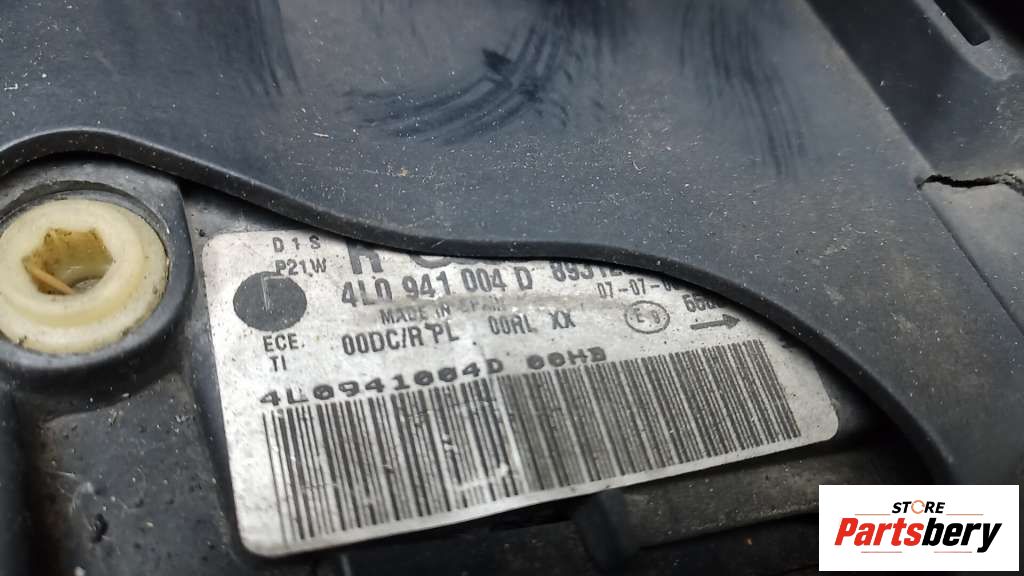 D1S
P21W
4L0 941 004 D
07-07-0
MADE IN SPAIN
ECE.
TI
00DC/R PL 00RL XX
4L0941004D 00HB
STORE
Partsbery